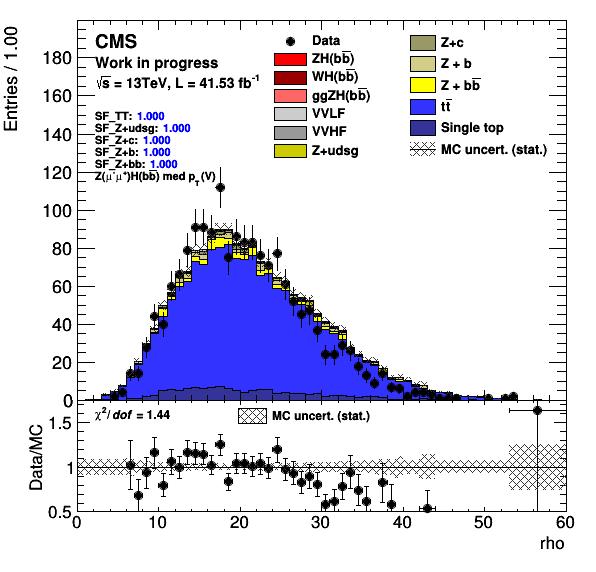 Entries / 1.00
180
160
140
120
100
80
60
40
20
0
CMS
Work in progress
√s = 13TeV, L = 41.53 fb⁻¹
SF_TT: 1.000
SF_Z+udsg: 1.000
SF_Z+c: 1.000
SF_Z+b: 1.000
SF_Z+bb: 1.000
Z(μ⁻μ⁺)H(bb̅) med p_T(V)
Data
ZH(bb̅)
WH(bb̅)
ggZH(bb̅)
VVLF
VVHF
Z+udsg
Z+c
Z + b
Z + bb̅
tt̅
Single top
MC uncert. (stat.)
Data/MC
1.5
1
0.5
χ²/dof = 1.44
MC uncert. (stat.)
0 10 20 30 40 50 60
rho